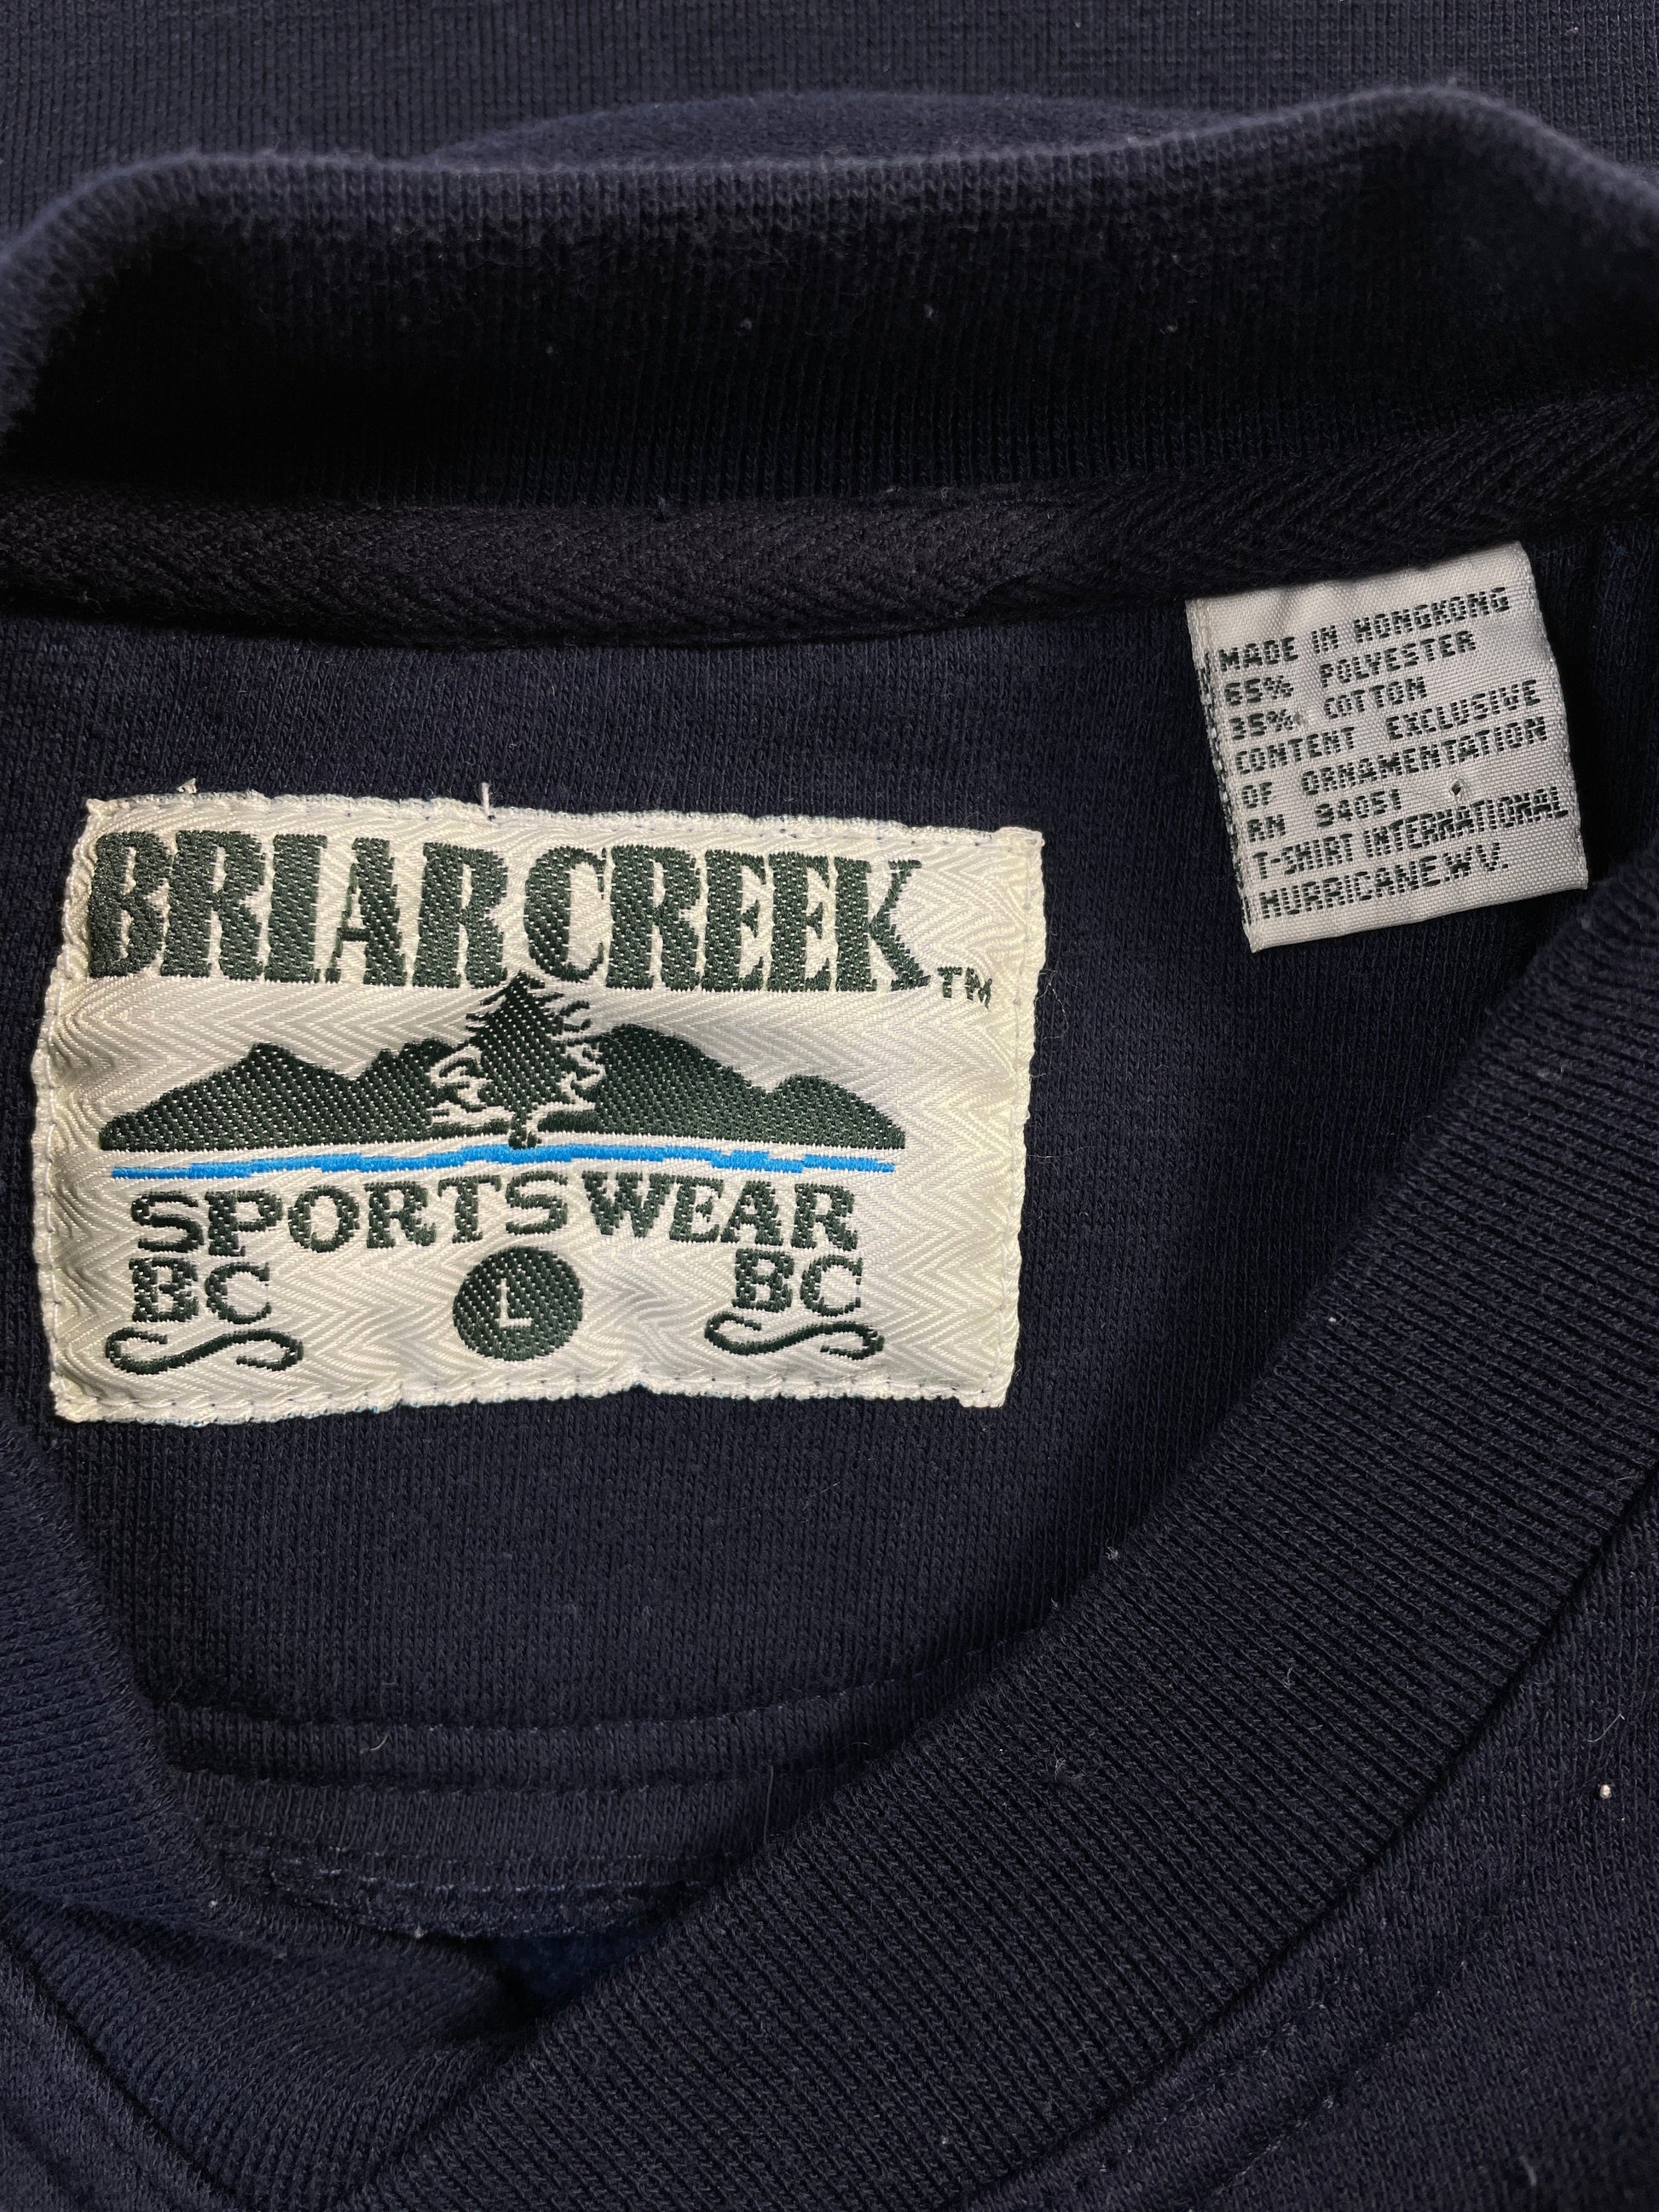 MADE IN HONGKONG
65% POLYESTER
35% COTTON
CONTENT EXCLUSIVE
OF ORNAMENTATION
RN 94051
T-SHIRT INTERNATIONAL
HURRICANE.WV.
BRIAR CREEK TM
SPORTSWEAR
BC L BC